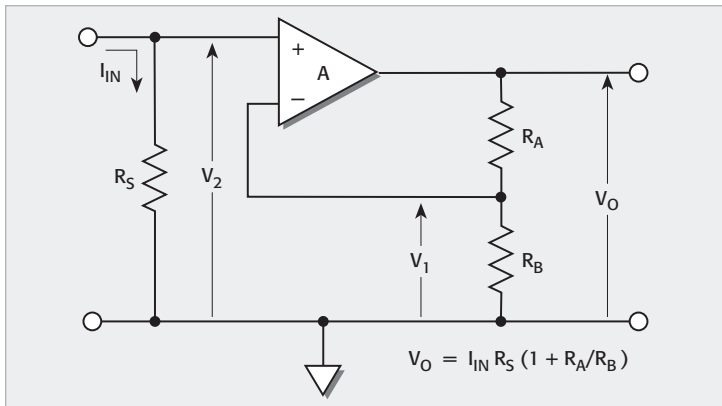 +
A
−
I_IN
R_A
R_S
V_2
V_O
V_1
R_B
V_O = I_IN R_S (1 + R_A/R_B)